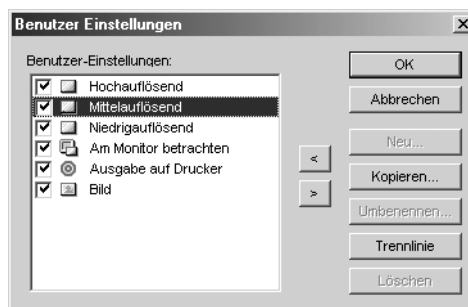 Benutzer Einstellungen
Benutzer-Einstellungen:
Hochauflösend
Mittelauflösend
Niedrigauflösend
Am Monitor betrachten
Ausgabe auf Drucker
Bild
<
>
OK
Abbrechen
Neu...
Kopieren...
Umbenennen...
Trennlinie
Löschen